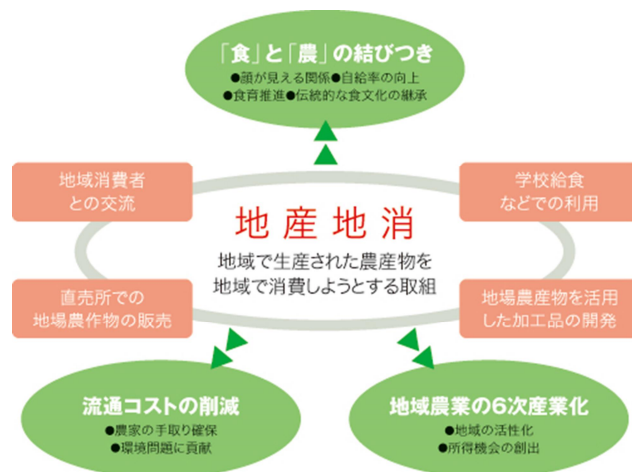 「食」と「農」の結びつき
●顔が見える関係●自給率の向上
●食育推進●伝統的な食文化の継承
地域消費者
との交流
学校給食
などでの利用
地産地消
地域で生産された農産物を
地域で消費しようとする取組
直売所での
地場農作物の販売
地場農産物を活用
した加工品の開発
流通コストの削減
●農家の手取り確保
●環境問題に貢献
地域農業の6次産業化
●地域の活性化
●所得機会の創出